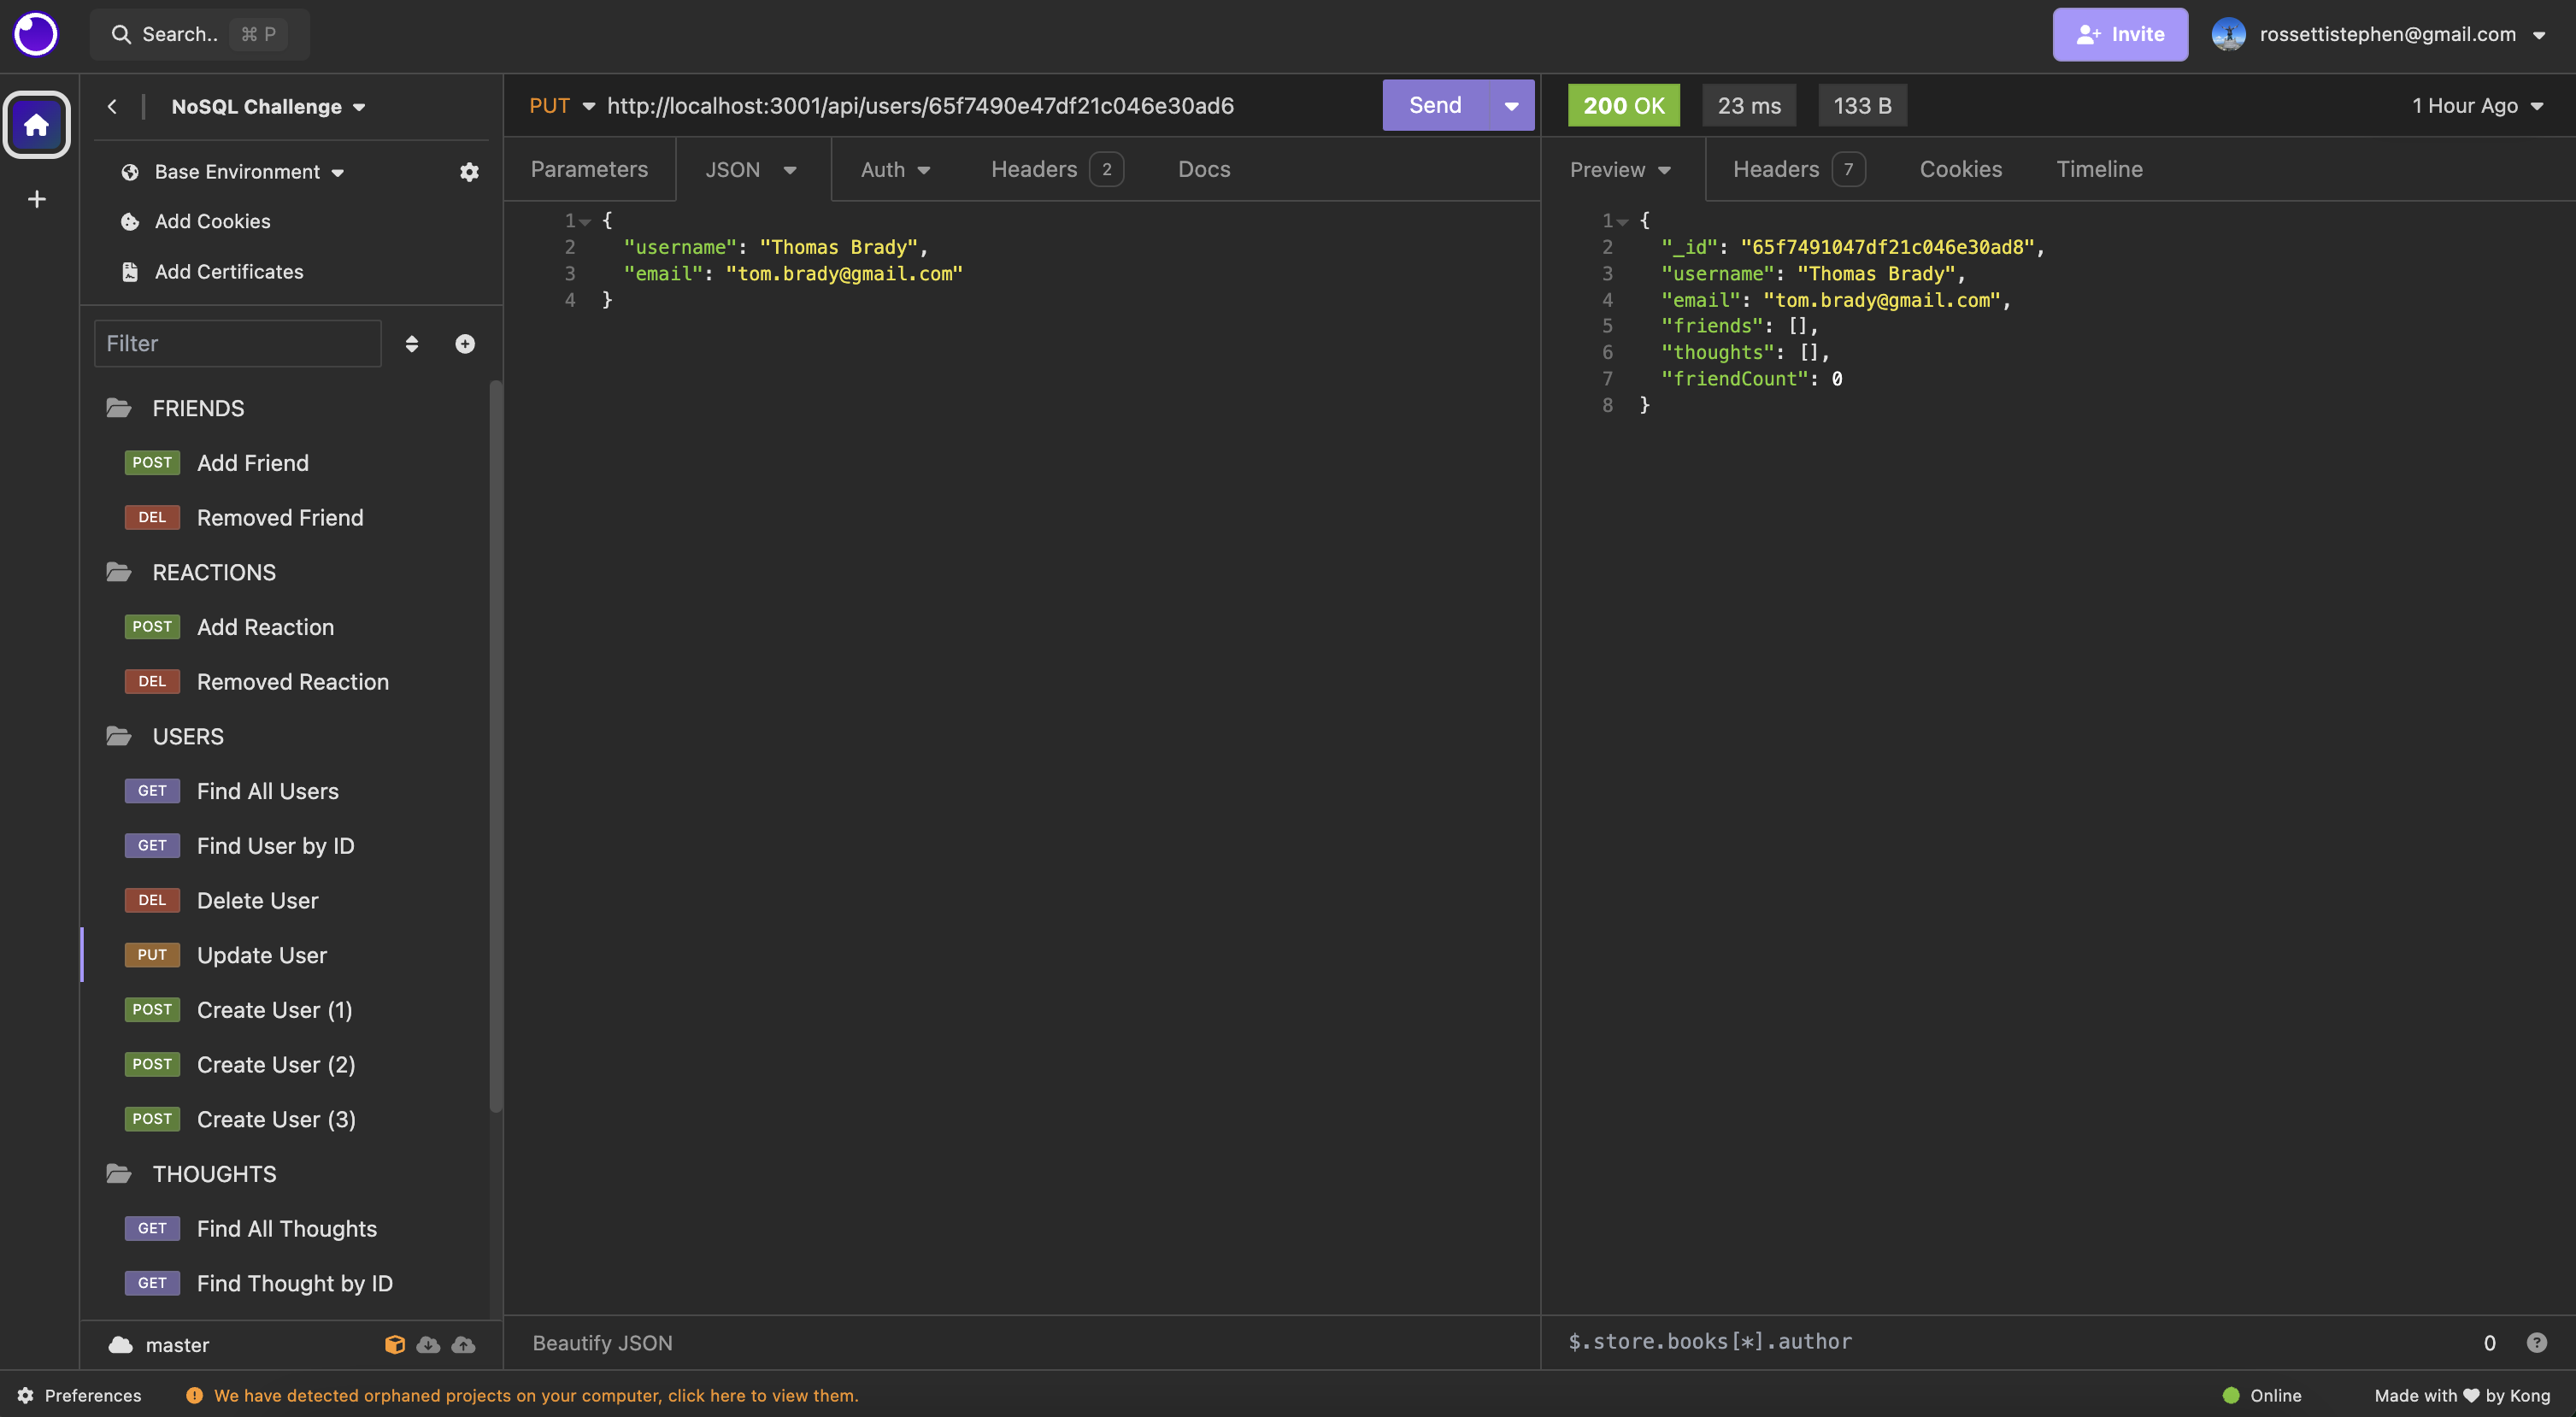 Search.. ⌘ P
Invite
rossettistephen@gmail.com
NoSQL Challenge
Base Environment
Add Cookies
Add Certificates
Filter
FRIENDS
POST Add Friend
DEL Removed Friend
REACTIONS
POST Add Reaction
DEL Removed Reaction
USERS
GET Find All Users
GET Find User by ID
DEL Delete User
PUT Update User
POST Create User (1)
POST Create User (2)
POST Create User (3)
THOUGHTS
GET Find All Thoughts
GET Find Thought by ID
master
PUT http://localhost:3001/api/users/65f7490e47df21c046e30ad6 Send
Parameters JSON Auth Headers 2 Docs
1 {
2 "username": "Thomas Brady",
3 "email": "tom.brady@gmail.com"
4 }
Beautify JSON
200 OK 23 ms 133 B 1 Hour Ago
Preview Headers 7 Cookies Timeline
1 {
2 "_id": "65f7491047df21c046e30ad8",
3 "username": "Thomas Brady",
4 "email": "tom.brady@gmail.com",
5 "friends": [],
6 "thoughts": [],
7 "friendCount": 0
8 }
$.store.books[*].author 0 ?
Preferences ! We have detected orphaned projects on your computer, click here to view them.
Online Made with ♥ by Kong